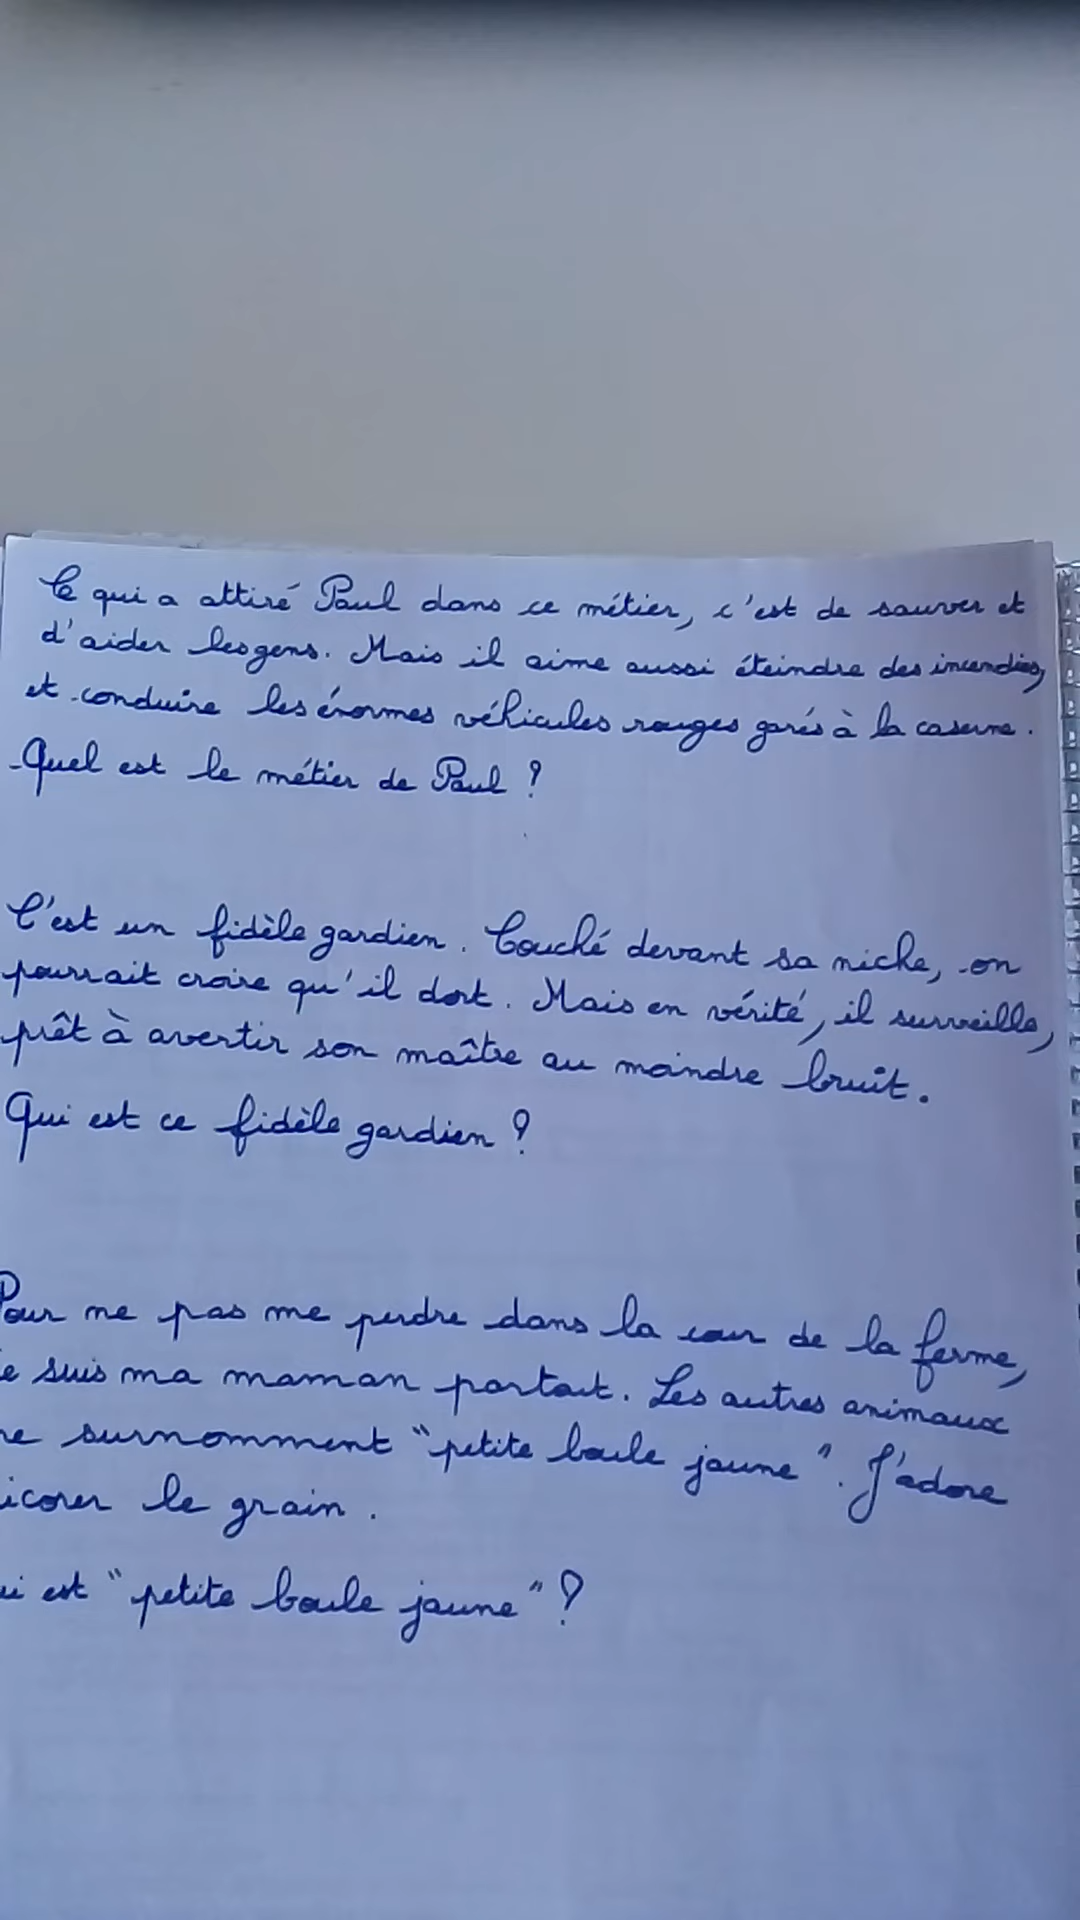 Ce qui a attiré Paul dans ce métier, c'est de sauver et
d'aider les gens. Mais il aime aussi éteindre des incendies,
et conduire les énormes véhicules rouges garés à la caserne.
-Quel est le métier de Paul ?
C'est un fidèle gardien. Couché devant sa niche, on
pourrait croire qu'il dort. Mais en vérité, il surveille,
prêt à avertir son maître au moindre bruit.
Qui est ce fidèle gardien ?
Pour ne pas me perdre dans la cour de la ferme,
e suis ma maman partout. Les autres animaux
e surnomment "petite boule jaune". J'adore
icorer le grain.
ui est "petite boule jaune" ?